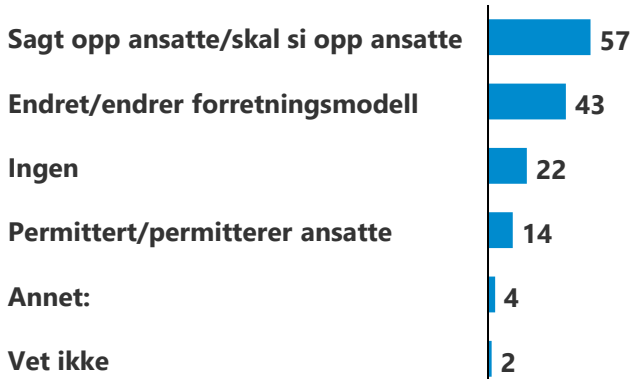 Sagt opp ansatte/skal si opp ansatte 57
Endret/endrer forretningsmodell 43
Ingen 22
Permittert/permitterer ansatte 14
Annet: 4
Vet ikke 2